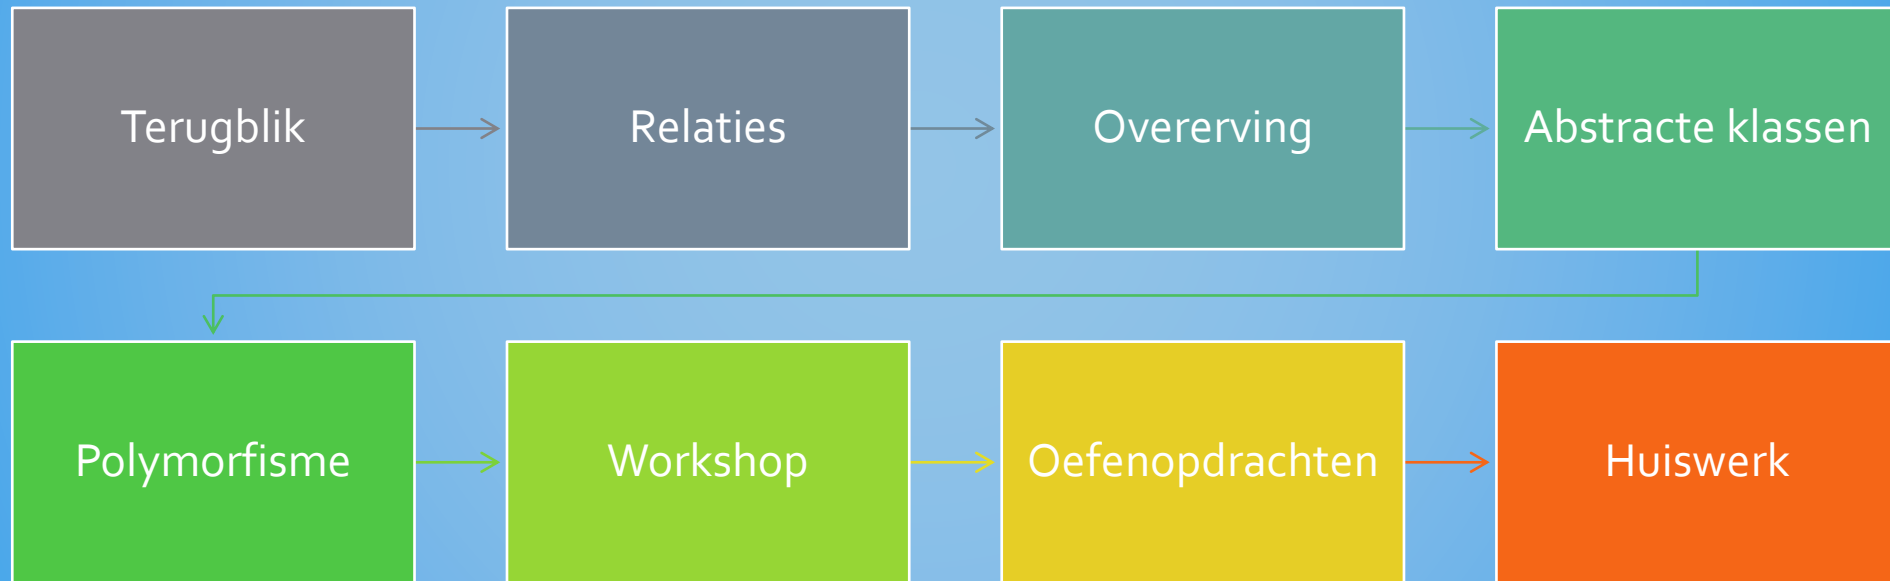 Terugblik
Relaties
Overerving
Abstracte klassen
Polymorfisme
Workshop
Oefenopdrachten
Huiswerk